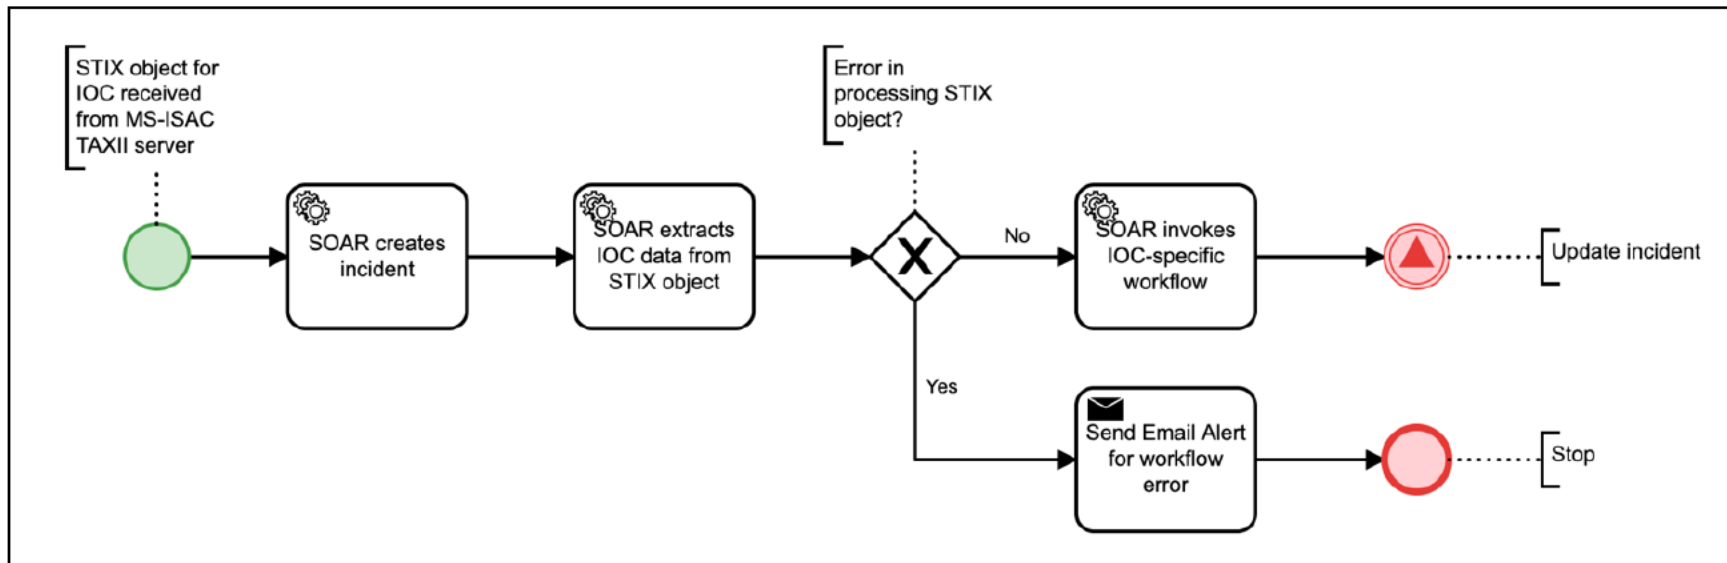 STIX object for
IOC received
from MS-ISAC
TAXII server
SOAR creates
incident
SOAR extracts
IOC data from
STIX object
Error in
processing STIX
object?
No
SOAR invokes
IOC-specific
workflow
Update incident
Yes
Send Email Alert
for workflow
error
Stop